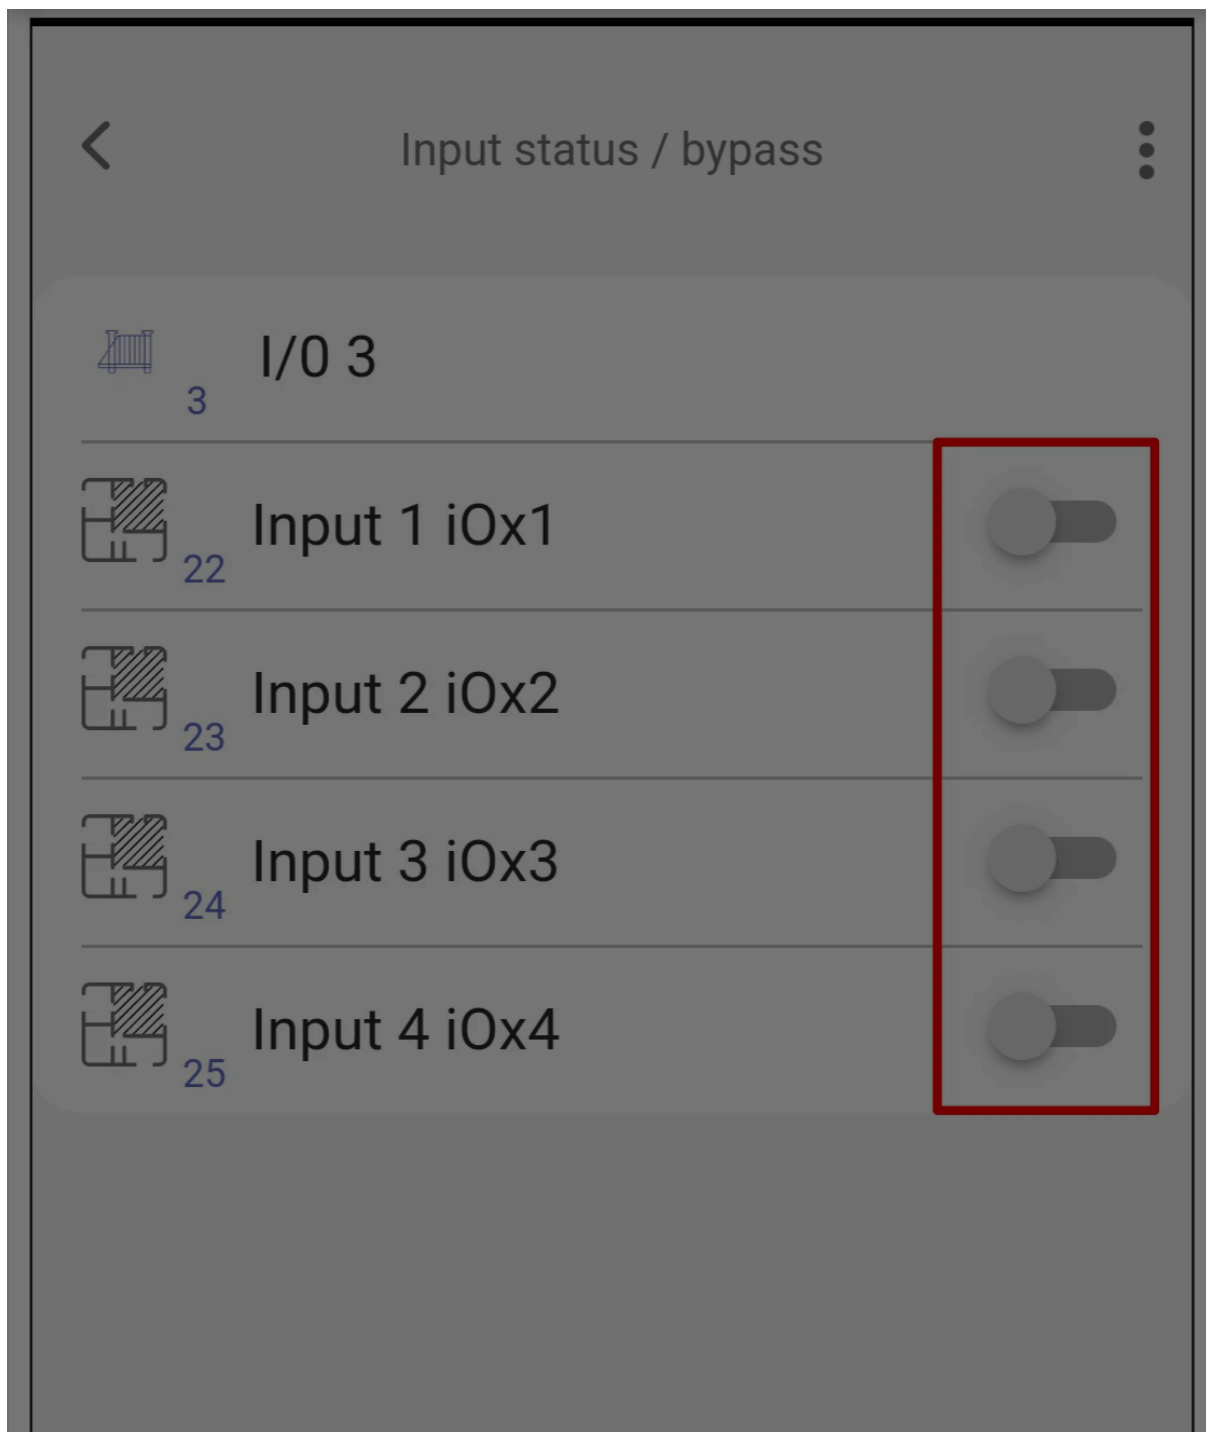 Input status / bypass
I/0 3
3
Input 1 iOx1
22
Input 2 iOx2
23
Input 3 iOx3
24
Input 4 iOx4
25